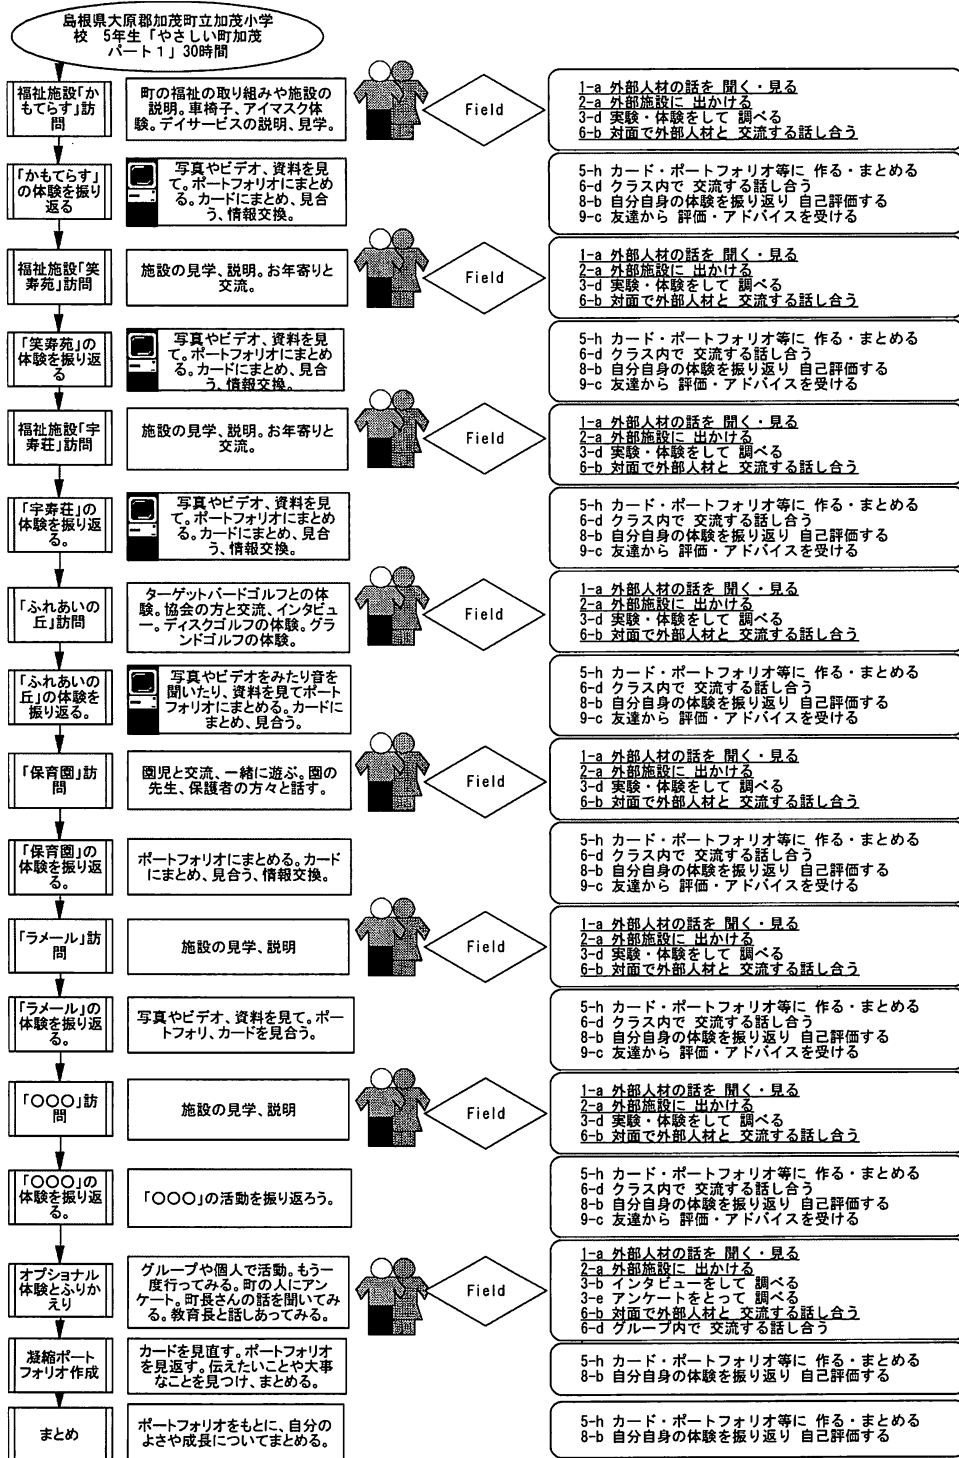 島根県大原郡加茂町立加茂小学
校　5年生「やさしい町加茂
パート1」30時間
福祉施設「か
もてらす」訪
問
町の福祉の取り組みや施設の
説明。車椅子、アイマスク体
験。デイサービスの説明、見学。
Field
1-a 外部人材の話を 聞く・見る
2-a 外部施設に 出かける
3-d 実験・体験をして 調べる
6-b 対面で外部人材と 交流する話し合う
「かもてらす」
の体験を振り
返る
写真やビデオ、資料を見
て。ポートフォリオにまとめ
る。カードにまとめ、見合
う、情報交換。
5-h カード・ポートフォリオ等に 作る・まとめる
6-d クラス内で 交流する話し合う
8-b 自分自身の体験を振り返り 自己評価する
9-c 友達から 評価・アドバイスを受ける
福祉施設「笑
寿苑」訪問
施設の見学、説明。お年寄りと
交流。
Field
1-a 外部人材の話を 聞く・見る
2-a 外部施設に 出かける
3-d 実験・体験をして 調べる
6-b 対面で外部人材と 交流する話し合う
「笑寿苑」の
体験を振り返
る
写真やビデオ、資料を見
て。ポートフォリオにまとめ
る。カードにまとめ、見合
う、情報交換。
5-h カード・ポートフォリオ等に 作る・まとめる
6-d クラス内で 交流する話し合う
8-b 自分自身の体験を振り返り 自己評価する
9-c 友達から 評価・アドバイスを受ける
福祉施設「宇
寿荘」訪問
施設の見学、説明。お年寄りと
交流。
Field
1-a 外部人材の話を 聞く・見る
2-a 外部施設に 出かける
3-d 実験・体験をして 調べる
6-b 対面で外部人材と 交流する話し合う
「宇寿荘」の
体験を振り返
る。
写真やビデオ、資料を見
て。ポートフォリオにまとめ
る。カードにまとめ、見合
う、情報交換。
5-h カード・ポートフォリオ等に 作る・まとめる
6-d クラス内で 交流する話し合う
8-b 自分自身の体験を振り返り 自己評価する
9-c 友達から 評価・アドバイスを受ける
「ふれあいの
丘」訪問
ターゲットバードゴルフとの体
験。協会の方と交流、インタビュ
ー。ディスクゴルフの体験。グラ
ンドゴルフの体験。
Field
1-a 外部人材の話を 聞く・見る
2-a 外部施設に 出かける
3-d 実験・体験をして 調べる
6-b 対面で外部人材と 交流する話し合う
「ふれあいの
丘」の体験を
振り返る。
写真やビデオをみたり音を
聞いたり、資料を見てポート
フォリオにまとめる。カードに
まとめ、見合う。
5-h カード・ポートフォリオ等に 作る・まとめる
6-d クラス内で 交流する話し合う
8-b 自分自身の体験を振り返り 自己評価する
9-c 友達から 評価・アドバイスを受ける
「保育園」訪
問
園児と交流、一緒に遊ぶ。園の
先生、保護者の方々と話す。
Field
1-a 外部人材の話を 聞く・見る
2-a 外部施設に 出かける
3-d 実験・体験をして 調べる
6-b 対面で外部人材と 交流する話し合う
「保育園」の
体験を振り返
る。
ポートフォリオにまとめる。カード
にまとめ、見合う、情報交換。
5-h カード・ポートフォリオ等に 作る・まとめる
6-d クラス内で 交流する話し合う
8-b 自分自身の体験を振り返り 自己評価する
9-c 友達から 評価・アドバイスを受ける
「ラメール」訪
問
施設の見学、説明
Field
1-a 外部人材の話を 聞く・見る
2-a 外部施設に 出かける
3-d 実験・体験をして 調べる
6-b 対面で外部人材と 交流する話し合う
「ラメール」の
体験を振り返
る。
写真やビデオ、資料を見て。ポー
トフォリ、カードを見合う。
5-h カード・ポートフォリオ等に 作る・まとめる
6-d クラス内で 交流する話し合う
8-b 自分自身の体験を振り返り 自己評価する
9-c 友達から 評価・アドバイスを受ける
「○○○」訪
問
施設の見学、説明
Field
1-a 外部人材の話を 聞く・見る
2-a 外部施設に 出かける
3-d 実験・体験をして 調べる
6-b 対面で外部人材と 交流する話し合う
「○○○」の
体験を振り返
る。
「○○○」の活動を振り返ろう。
5-h カード・ポートフォリオ等に 作る・まとめる
6-d クラス内で 交流する話し合う
8-b 自分自身の体験を振り返り 自己評価する
9-c 友達から 評価・アドバイスを受ける
オプショナル
体験とふりか
えり
グループや個人で活動。もう一
度行ってみる。町の人にアン
ケート。町長さんの話を聞いてみ
る。教育長と話しあってみる。
Field
1-a 外部人材の話を 聞く・見る
2-a 外部施設に 出かける
3-b インタビューをして 調べる
3-e アンケートをとって 調べる
6-b 対面で外部人材と 交流する話し合う
6-d グループ内で 交流する話し合う
凝縮ポート
フォリオ作成
カードを見直す。ポートフォリオ
を見返す。伝えたいことや大事
なことを見つけ、まとめる。
5-h カード・ポートフォリオ等に 作る・まとめる
8-b 自分自身の体験を振り返り 自己評価する
まとめ
ポートフォリオをもとに、自分の
よさや成長についてまとめる。
5-h カード・ポートフォリオ等に 作る・まとめる
8-b 自分自身の体験を振り返り 自己評価する